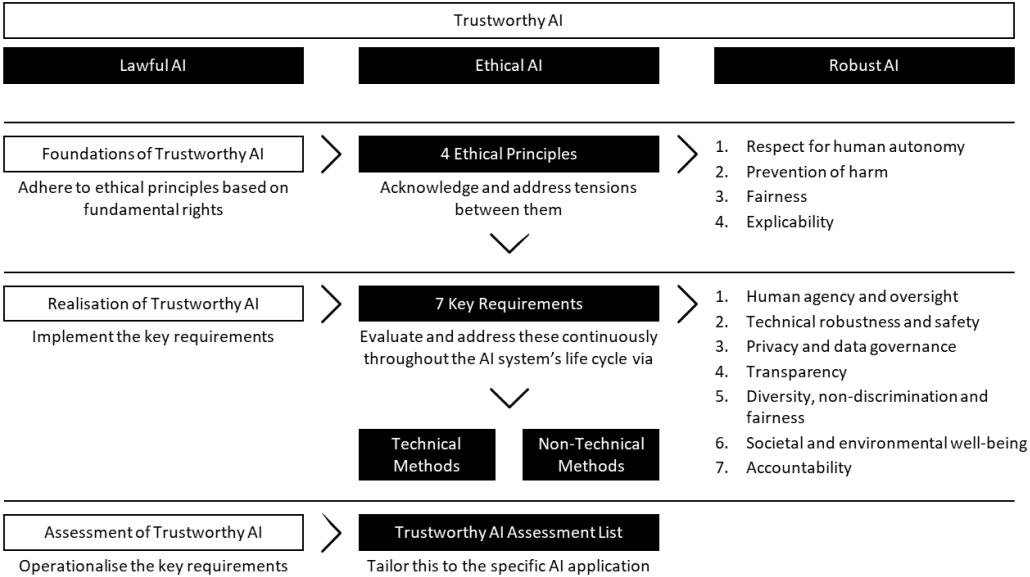 Trustworthy AI
Lawful AI
Ethical AI
Robust AI
Foundations of Trustworthy AI
Adhere to ethical principles based on
fundamental rights
4 Ethical Principles
Acknowledge and address tensions
between them
1. Respect for human autonomy
2. Prevention of harm
3. Fairness
4. Explicability
Realisation of Trustworthy AI
Implement the key requirements
7 Key Requirements
Evaluate and address these continuously
throughout the AI system's life cycle via
Technical
Methods
Non-Technical
Methods
1. Human agency and oversight
2. Technical robustness and safety
3. Privacy and data governance
4. Transparency
5. Diversity, non-discrimination and
fairness
6. Societal and environmental well-being
7. Accountability
Assessment of Trustworthy AI
Operationalise the key requirements
Trustworthy AI Assessment List
Tailor this to the specific AI application